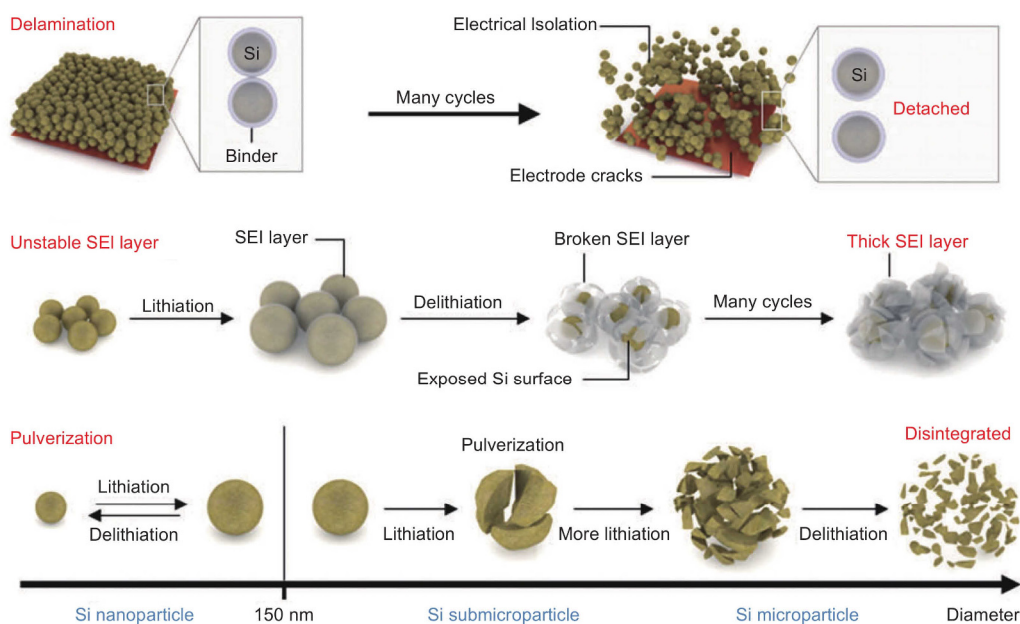 Delamination
Si
Binder
Many cycles
Electrical Isolation
Electrode cracks
Si
Detached
Unstable SEI layer
Lithiation
SEI layer
Delithiation
Broken SEI layer
Exposed Si surface
Many cycles
Thick SEI layer
Pulverization
Lithiation
Delithiation
Lithiation
Pulverization
More lithiation
Delithiation
Disintegrated
Si nanoparticle
150 nm
Si submicroparticle
Si microparticle
Diameter